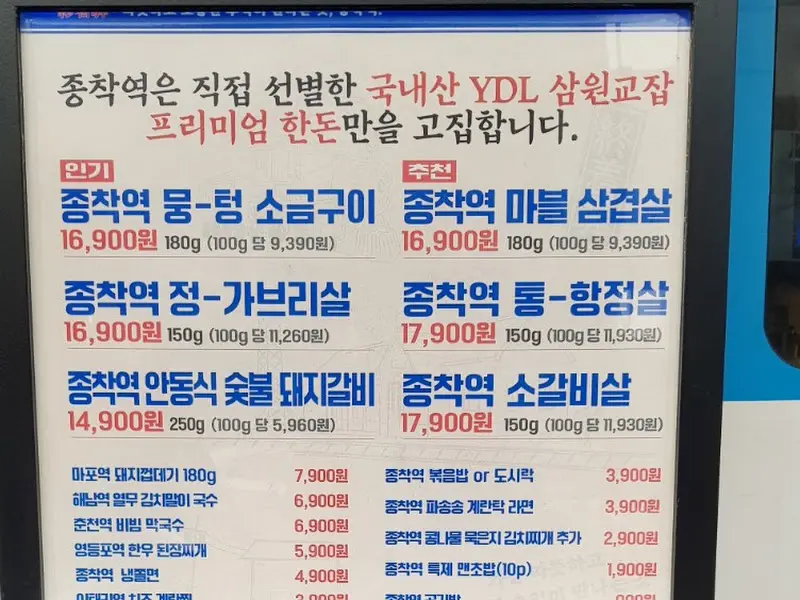 종착역은 직접 선별한 국내산 YDL 삼원교잡
프리미엄 한돈만을 고집합니다.
인기
종착역 뭉-텅 소금구이
16,900원 180g (100g 당 9,390원)
추천
종착역 마블 삼겹살
16,900원 180g (100g 당 9,390원)
종착역 정-가브리살
16,900원 150g (100g 당 11,260원)
종착역 통-항정살
17,900원 150g (100g 당 11,930원)
종착역 안동식 숯불 돼지갈비
14,900원 250g (100g 당 5,960원)
종착역 소갈비살
17,900원 150g (100g 당 11,930원)
마포역 돼지껍데기 180g 7,900원
해남역 열무 김치말이 국수 6,900원
춘천역 비빔 막국수 6,900원
영등포역 한우 된장찌개 5,900원
종착역 냉쫄면 4,900원
종착역 볶음밥 or 도시락 3,900원
종착역 파송송 계란탁 라면 3,900원
종착역 콩나물 묵은지 김치찌개 추가 2,900원
종착역 특제 맨초밥(10p) 1,900원